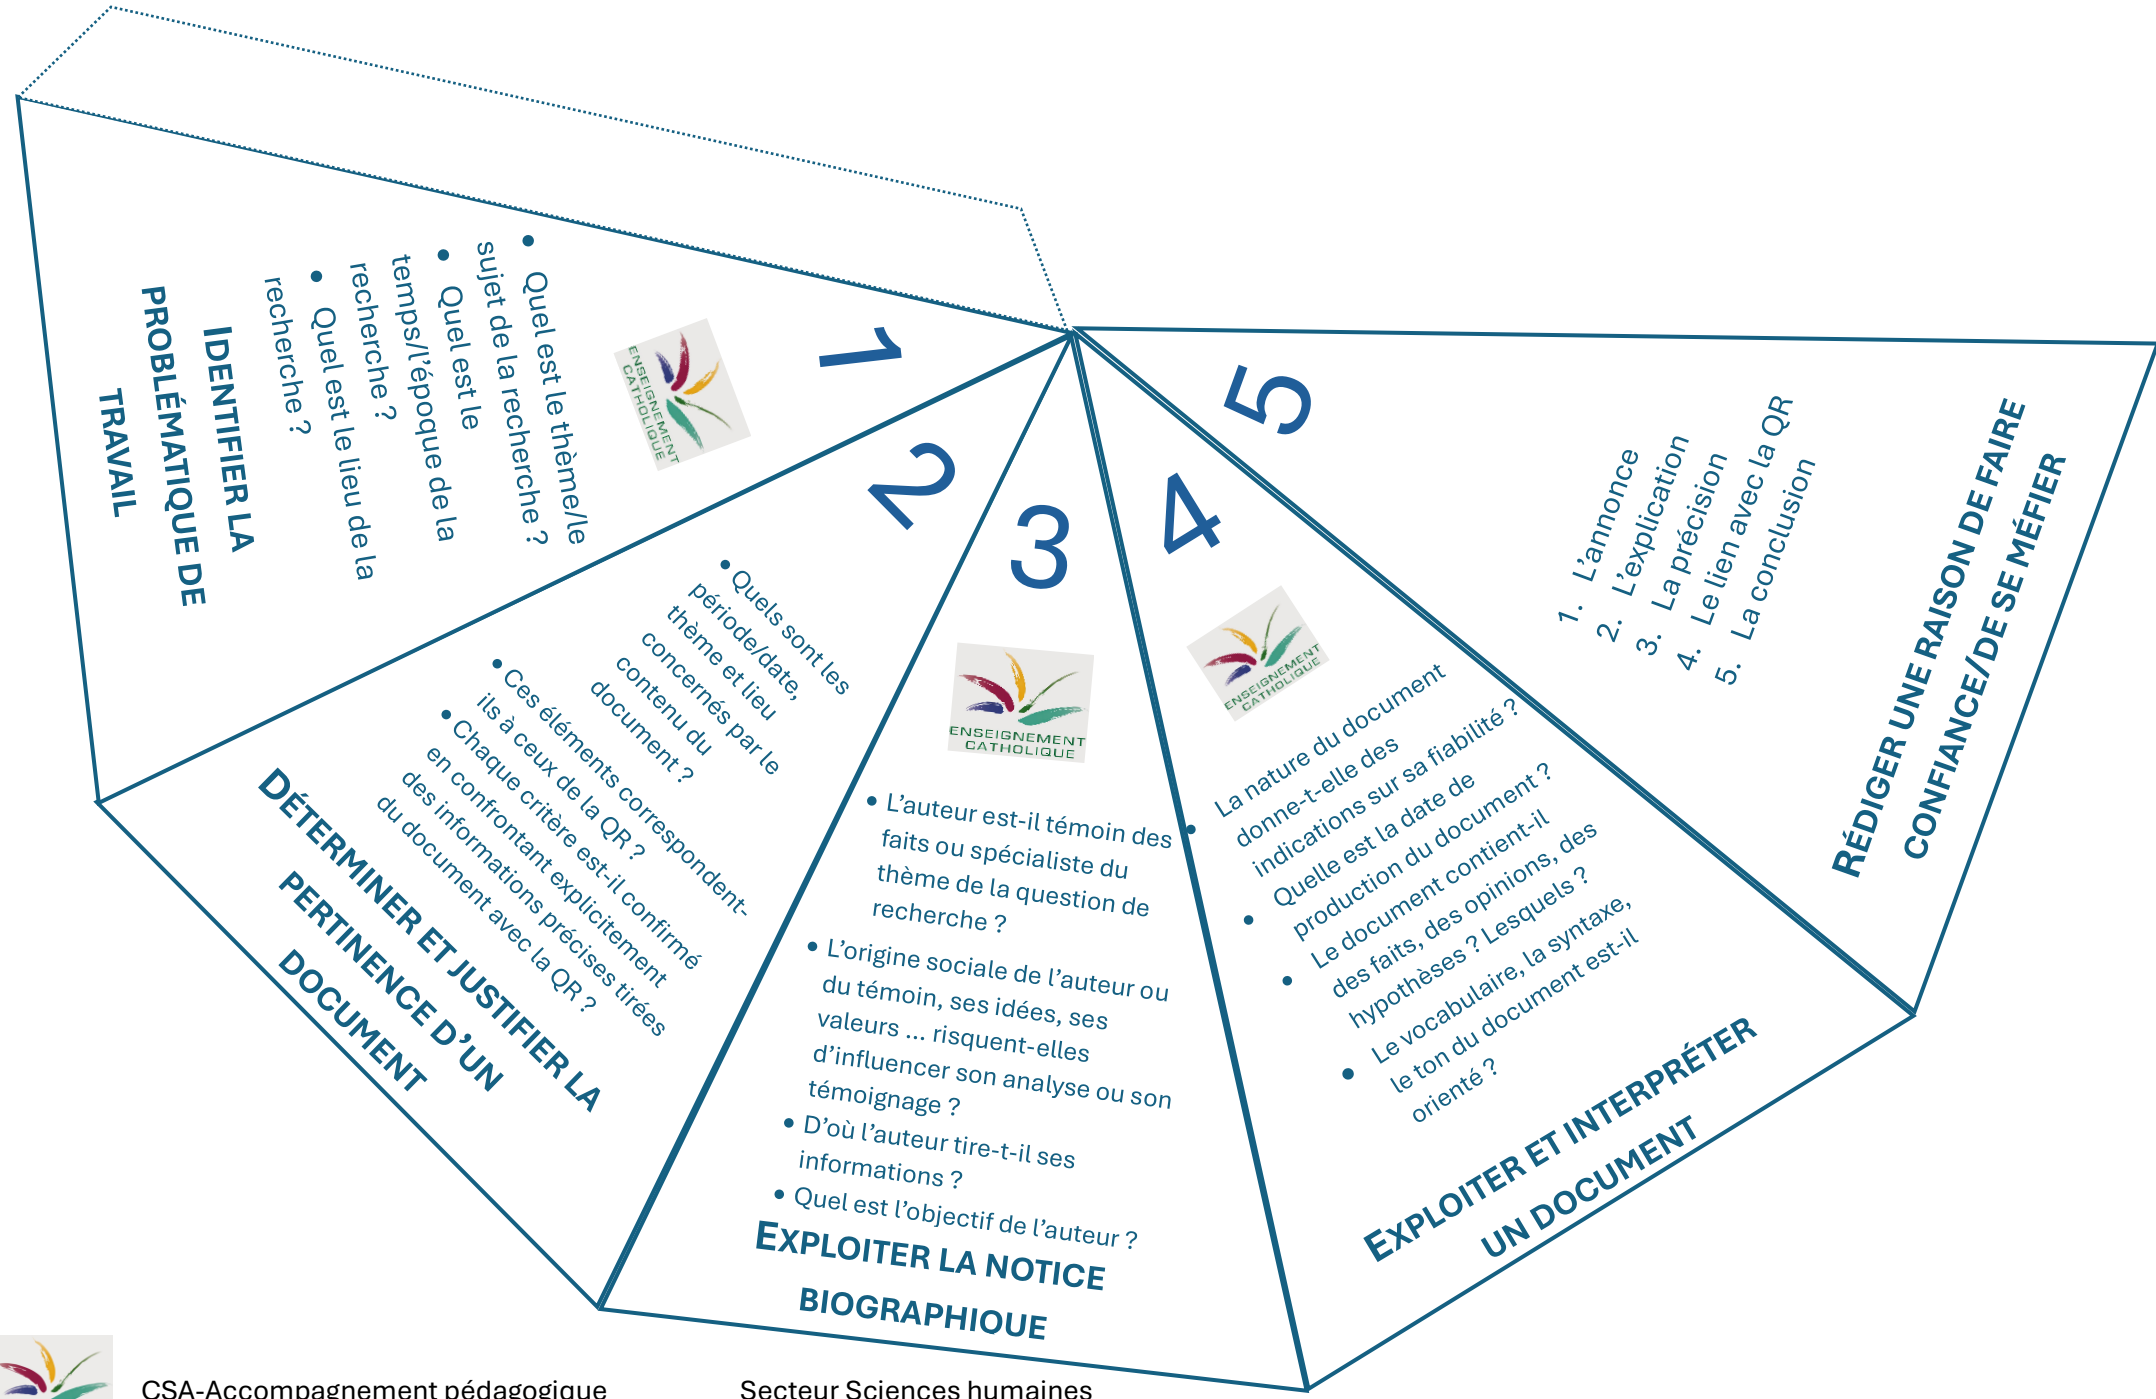 1
ENSEIGNEMENT
CATHOLIQUE
• Quel est le thème/le
sujet de la recherche ?
• Quel est le
temps/l’époque de la
recherche ?
• Quel est le lieu de la
recherche ?
IDENTIFIER LA
PROBLÉMATIQUE DE
TRAVAIL
2
• Quels sont les
période/date,
thème et lieu
concernés par le
contenu du
document ?
• Ces éléments correspondent-
ils à ceux de la QR ?
• Chaque critère est-il confirmé
en confrontant explicitement
des informations précises tirées
du document avec la QR ?
DÉTERMINER ET JUSTIFIER LA
PERTINENCE D’UN
DOCUMENT
3
ENSEIGNEMENT
CATHOLIQUE
• L’auteur est-il témoin des
faits ou spécialiste du
thème de la question de
recherche ?
• L’origine sociale de l’auteur ou
du témoin, ses idées, ses
valeurs ... risquent-elles
d’influencer son analyse ou son
témoignage ?
• D’où l’auteur tire-t-il ses
informations ?
• Quel est l’objectif de l’auteur ?
EXPLOITER LA NOTICE
BIOGRAPHIQUE
4
ENSEIGNEMENT
CATHOLIQUE
• La nature du document
donne-t-elle des
indications sur sa fiabilité ?
• Quelle est la date de
production du document ?
• Le document contient-il
des faits, des opinions, des
hypothèses ? Lesquels ?
• Le vocabulaire, la syntaxe,
le ton du document est-il
orienté ?
EXPLOITER ET INTERPRÉTER
UN DOCUMENT
5
1. L’annonce
2. L’explication
3. La précision
4. Le lien avec la QR
5. La conclusion
RÉDIGER UNE RAISON DE FAIRE
CONFIANCE/DE SE MÉFIER
CSA-Accompagnement pédagogique
Secteur Sciences humaines